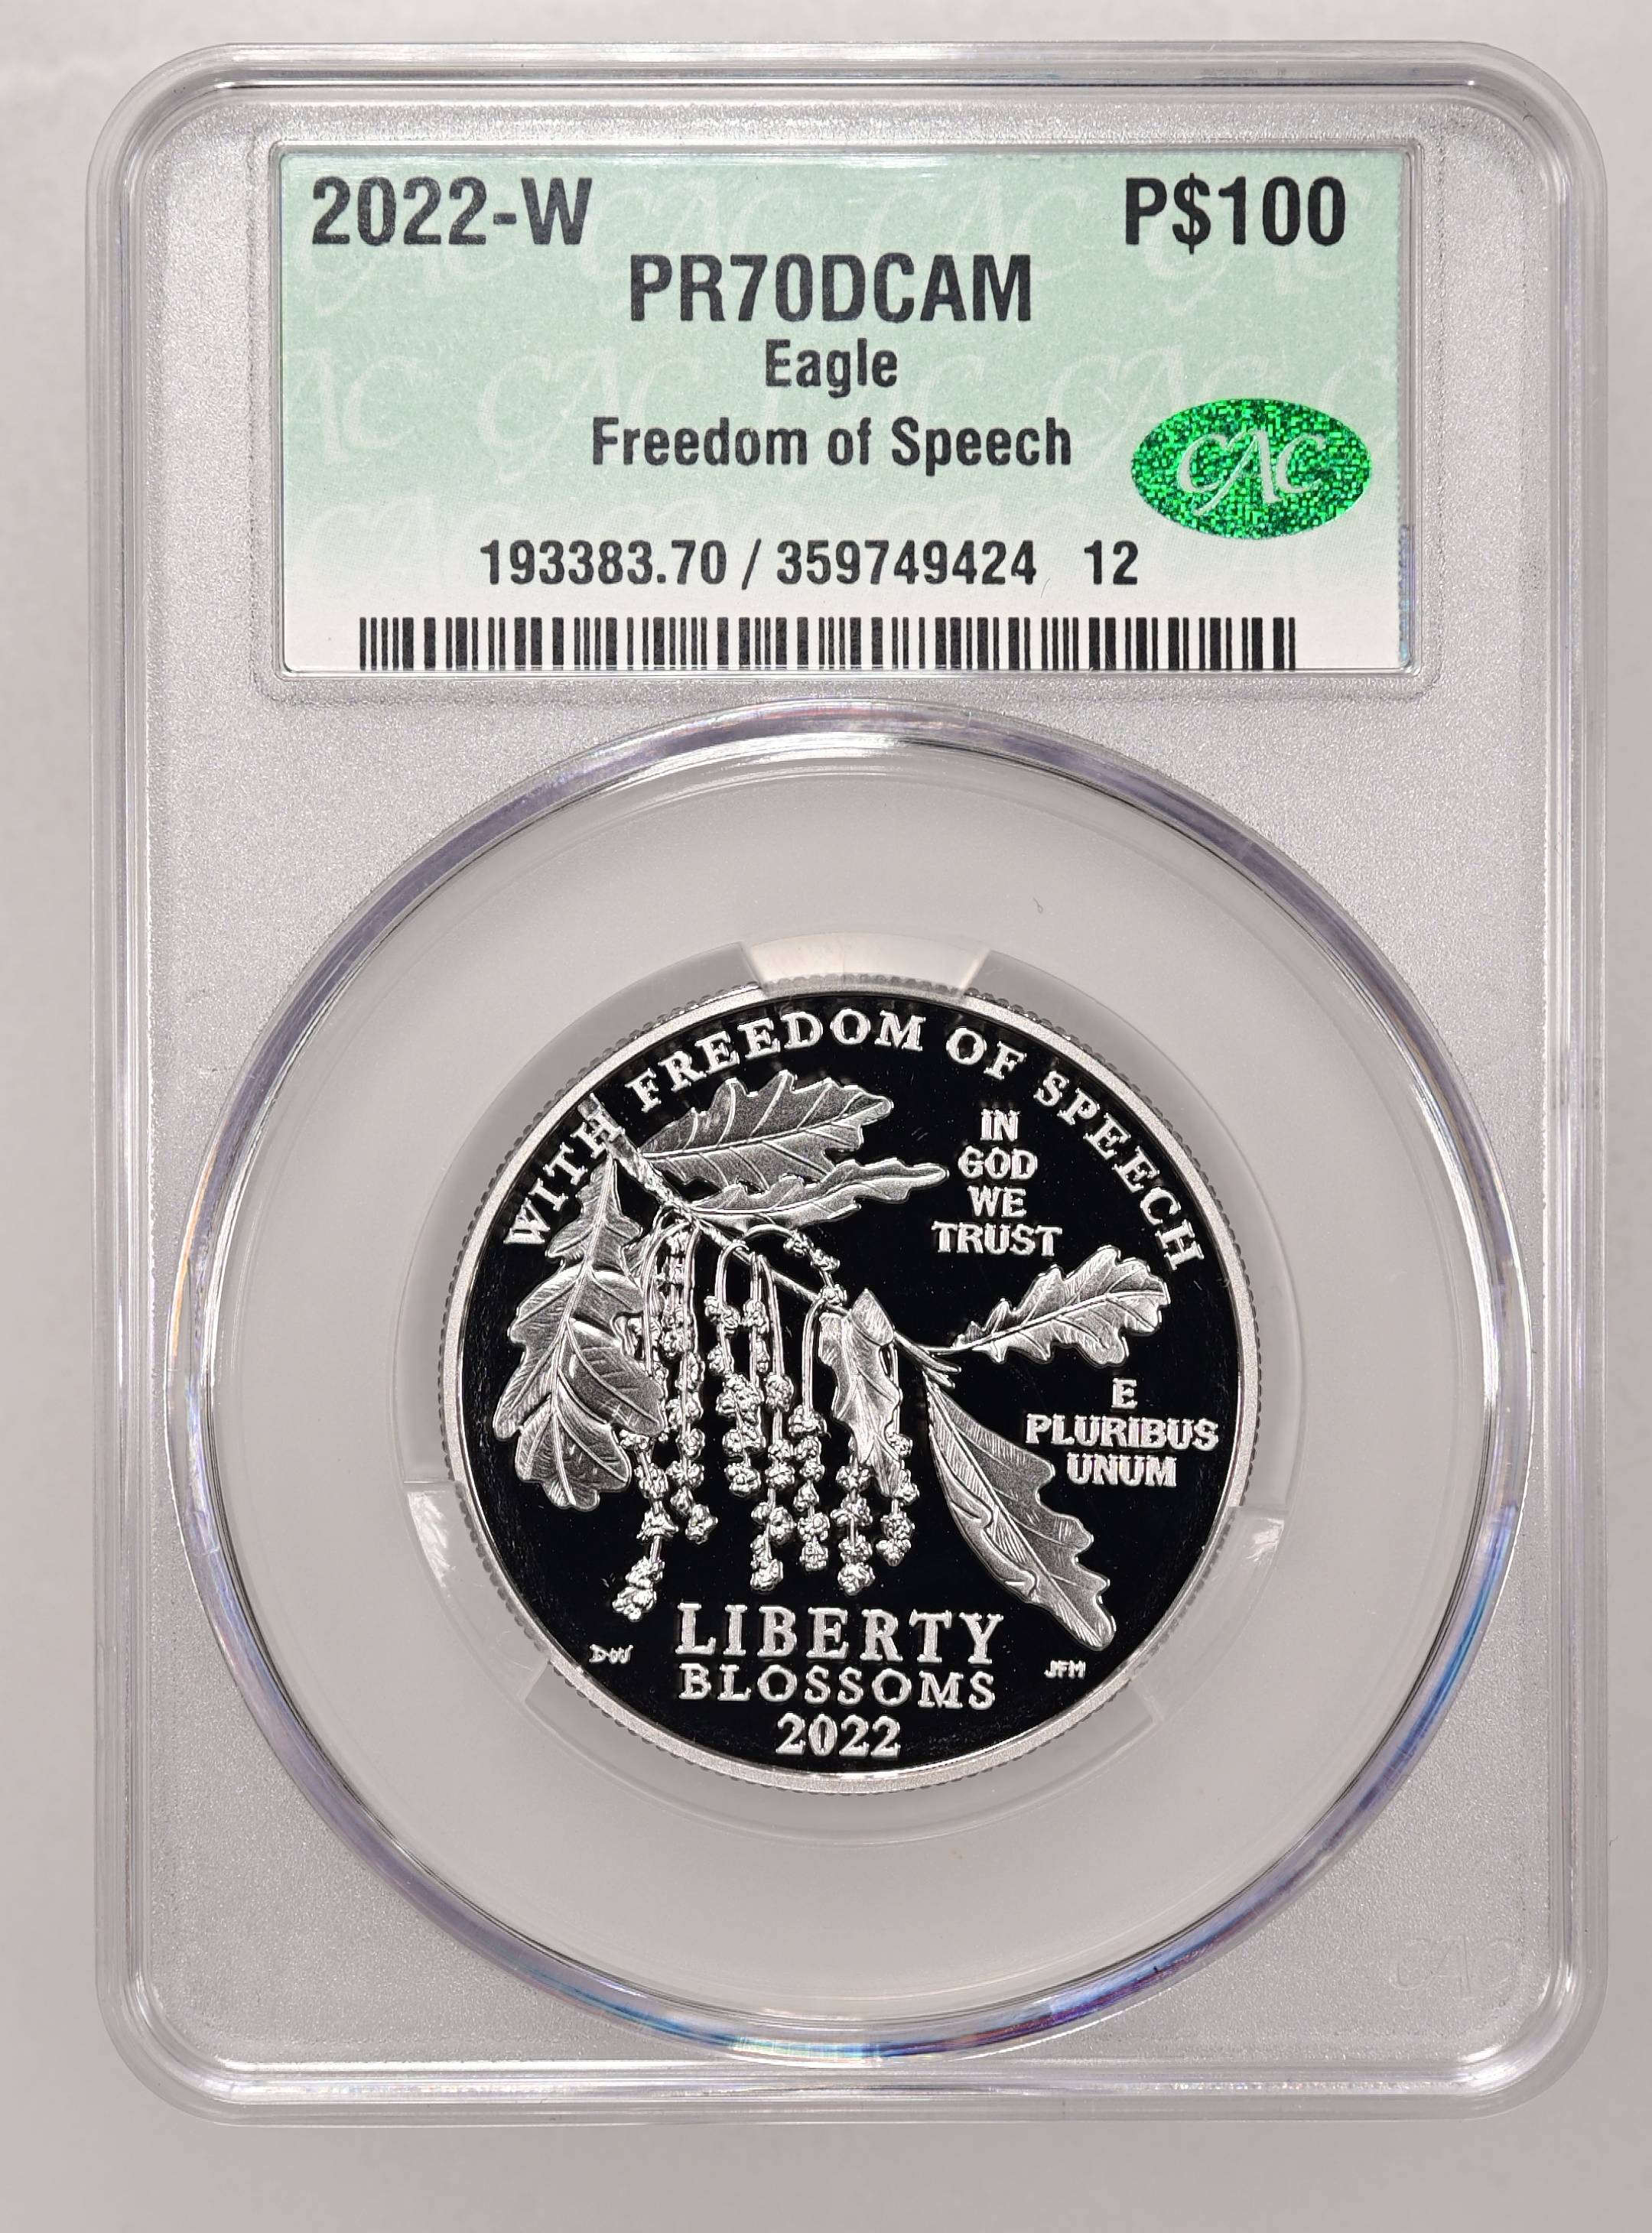 2022-W P$100
PR70DCAM
Eagle
Freedom of Speech
CAC
193383.70 / 359749424 12
WITH FREEDOM OF SPEECH
IN
GOD
WE
TRUST
E
PLURIBUS
UNUM
LIBERTY
BLOSSOMS
2022
DW
JFM
CAC